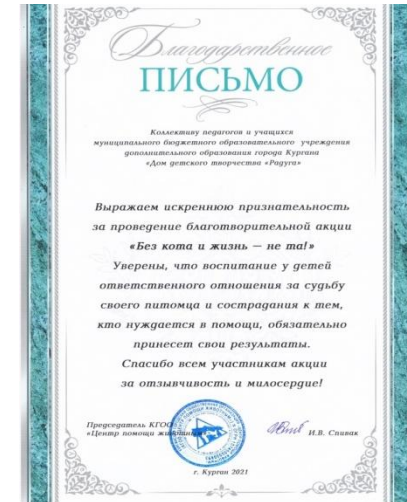 Благодарственное
ПИСЬМО
Коллективу педагогов и учащихся
муниципального бюджетного образовательного учреждения
дополнительного образования города Кургана
«Дом детского творчества «Радуга»
Выражаем искреннюю признательность
за проведение благотворительной акции
«Без кота и жизнь — не та!»
Уверены, что воспитание у детей
ответственного отношения за судьбу
своего питомца и сострадания к тем,
кто нуждается в помощи, обязательно
принесет свои результаты.
Спасибо всем участникам акции
за отзывчивость и милосердие!
Председатель КГОО
«Центр помощи животным» И.В. Спивак
г. Курган 2021